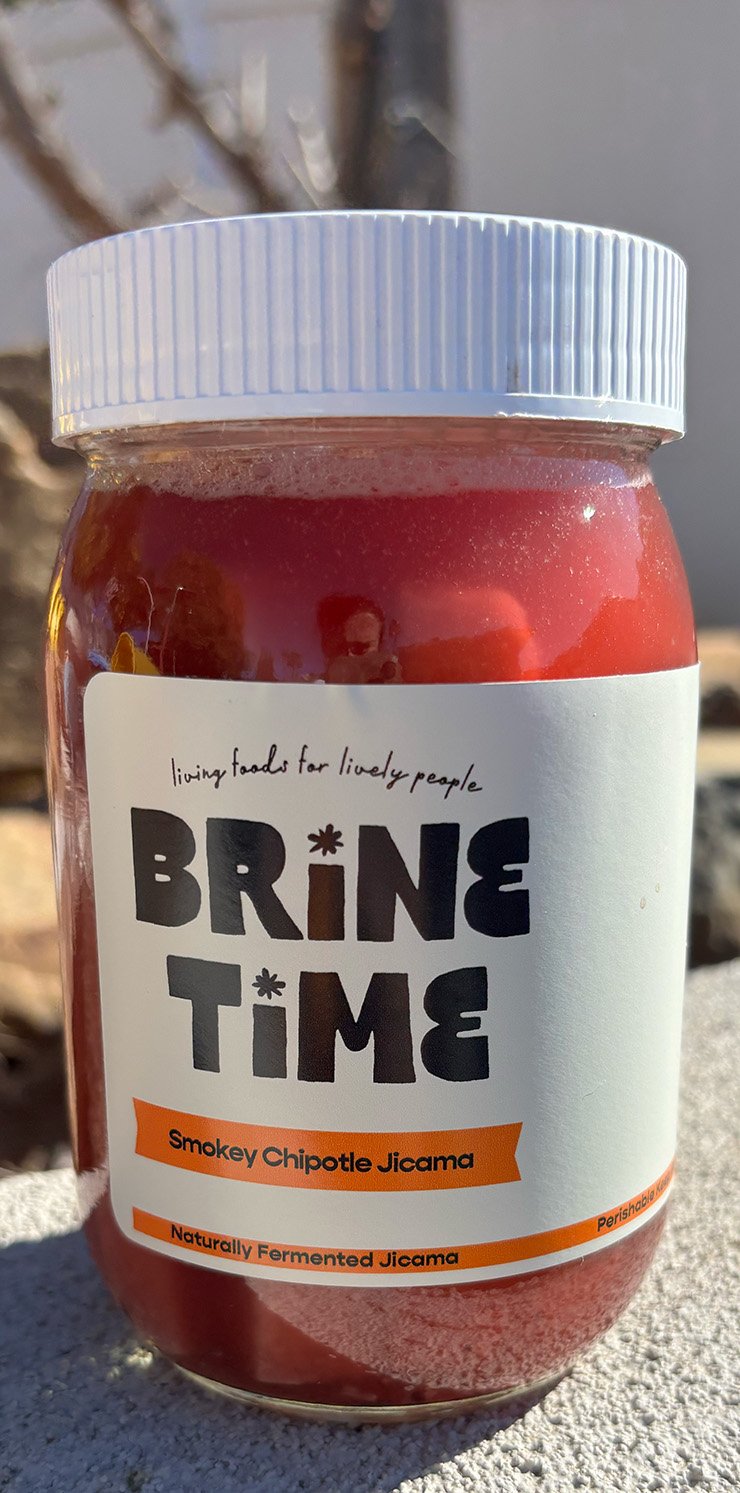 living foods for lively people
BRiNE
TiME
Smokey Chipotle Jicama
Naturally Fermented Jicama
Perishable